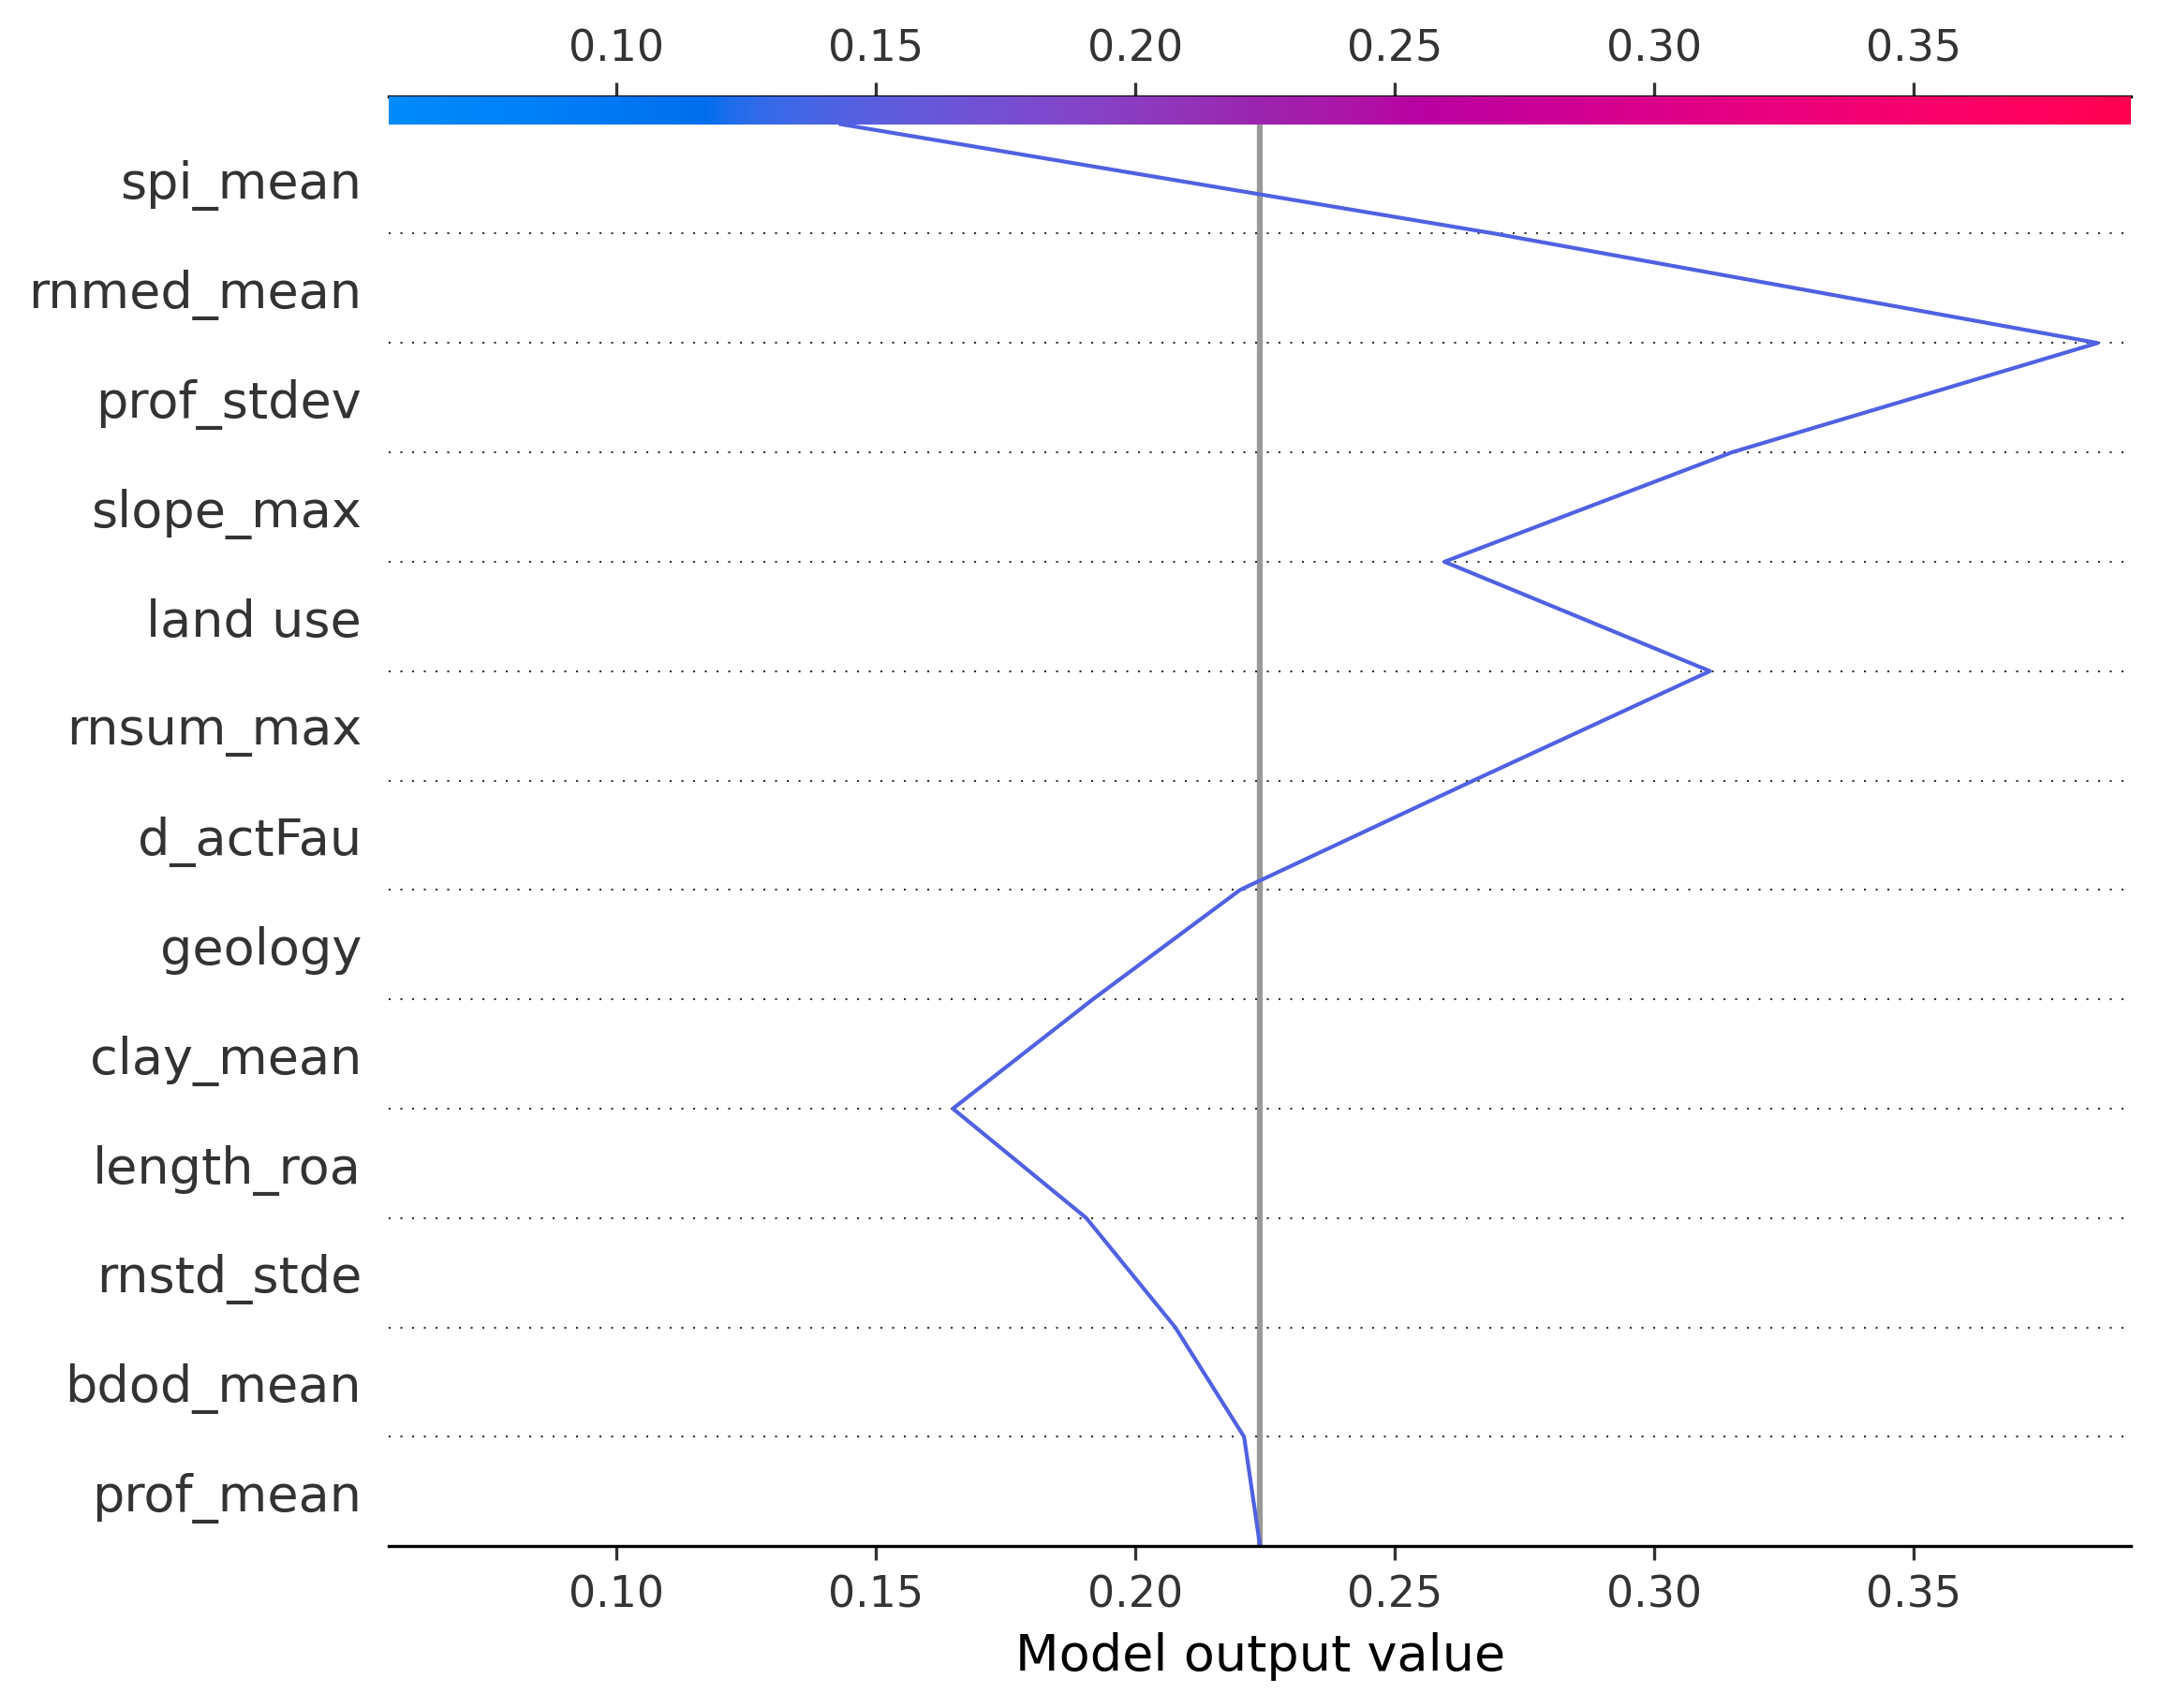 0.10 0.15 0.20 0.25 0.30 0.35
spi_mean
rnmed_mean
prof_stdev
slope_max
land use
rnsum_max
d_actFau
geology
clay_mean
length_roa
rnstd_stde
bdod_mean
prof_mean
0.10 0.15 0.20 0.25 0.30 0.35
Model output value